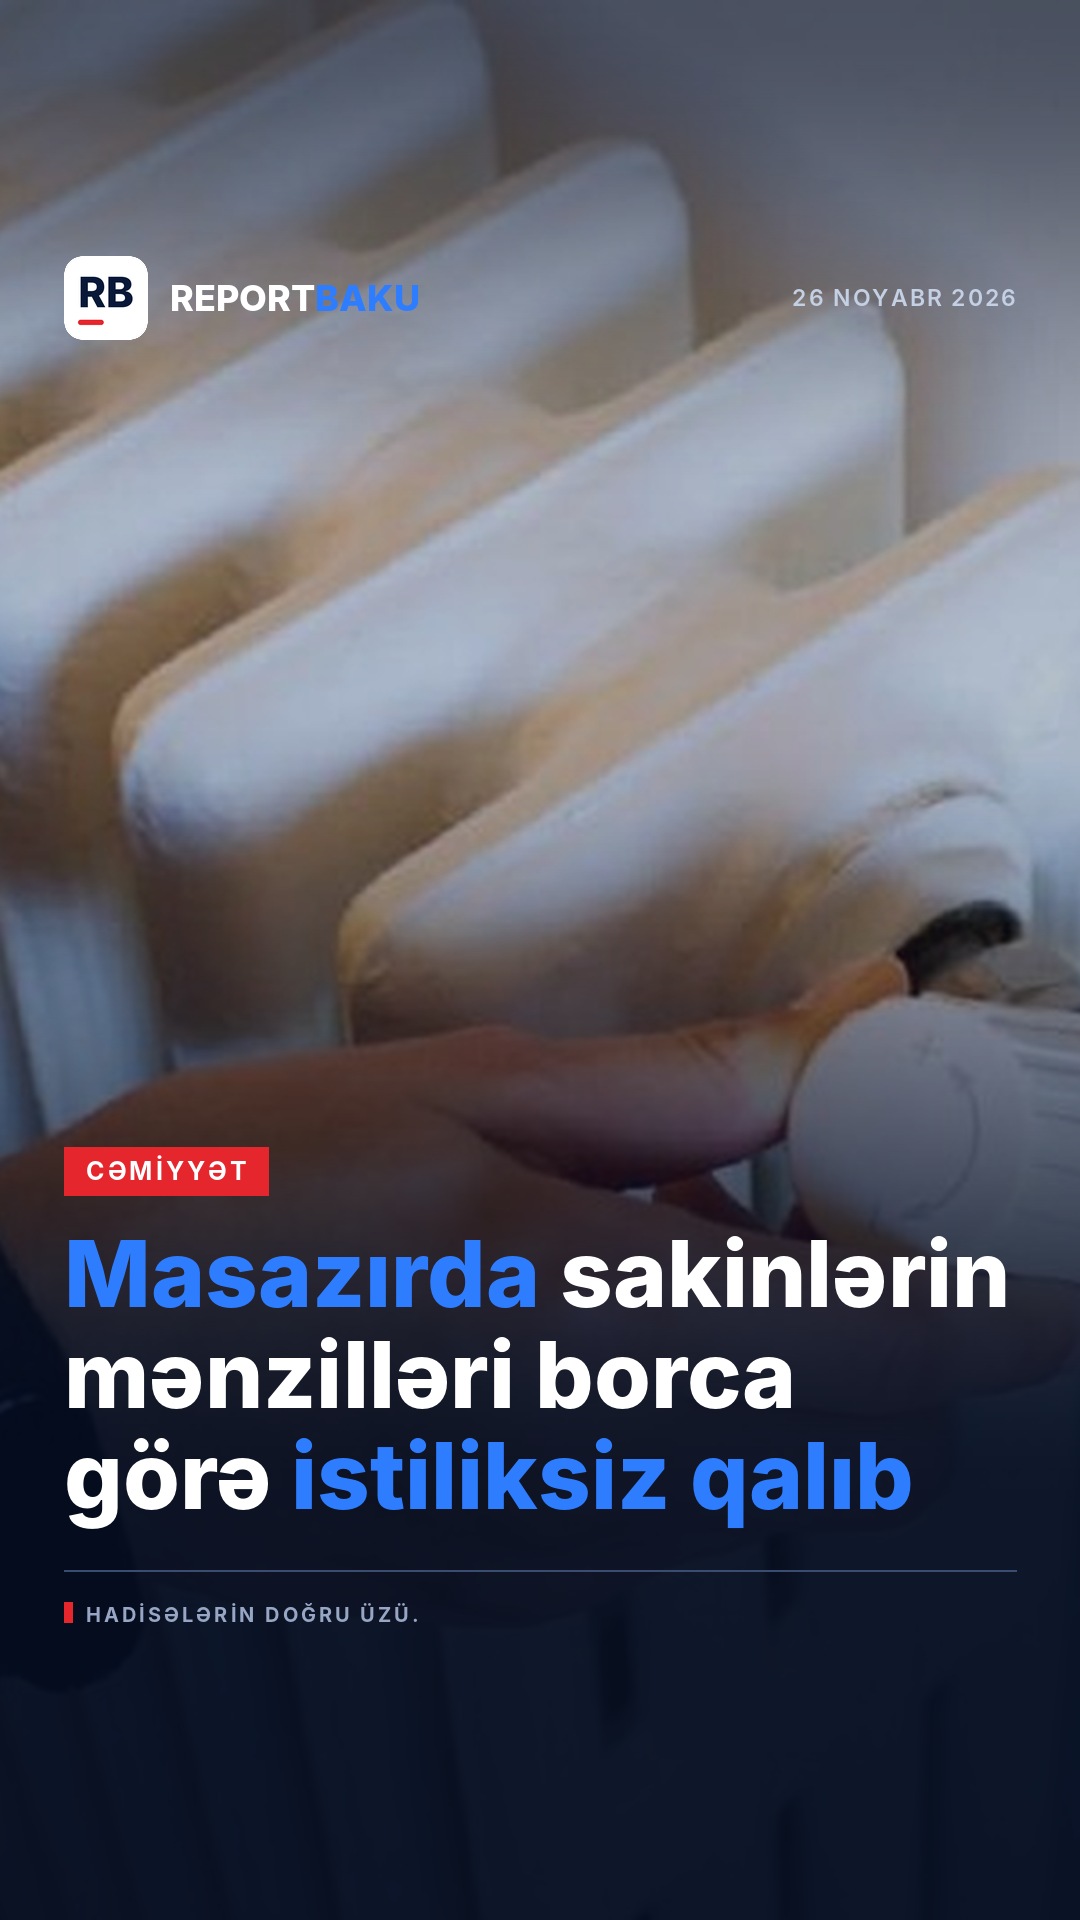 RB REPORTBAKU
26 NOYABR 2026
CƏMİYYƏT
Masazırda sakinlərin
mənzilləri borca
görə istiliksiz qalıb
HADİSƏLƏRİN DOĞRU ÜZÜ.